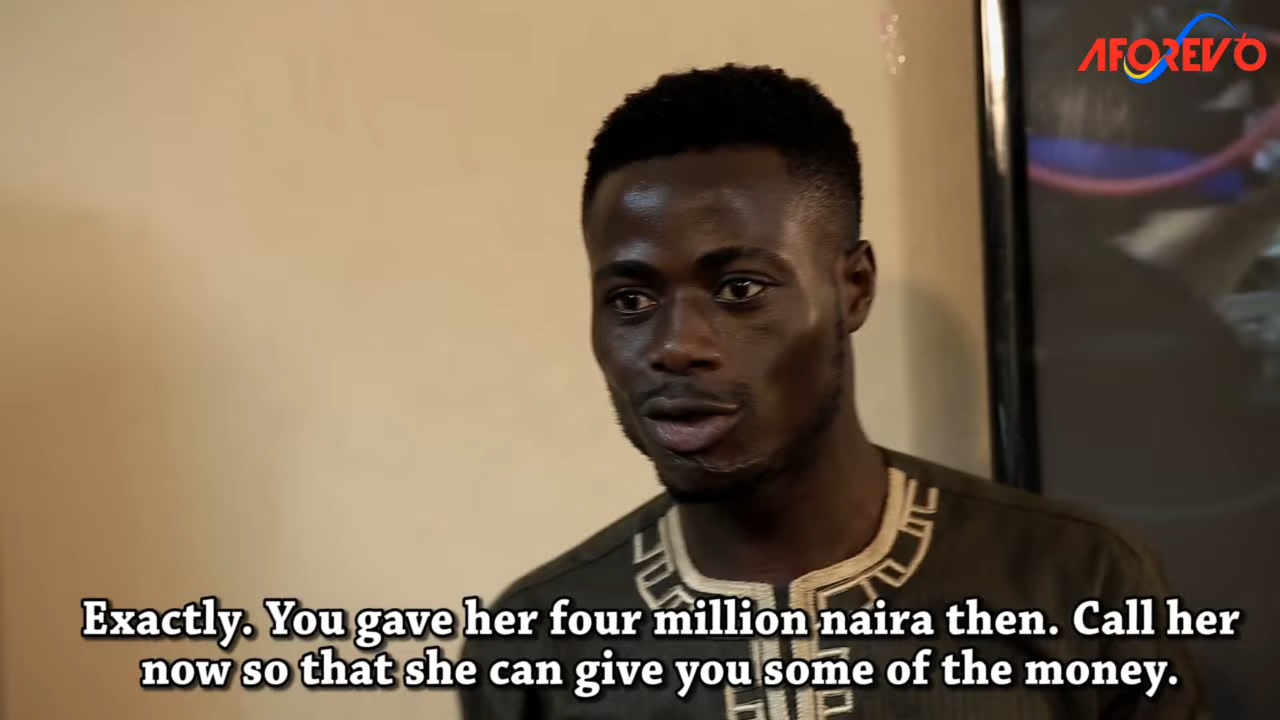 AFOREVO
Exactly. You gave her four million naira then. Call her
now so that she can give you some of the money.